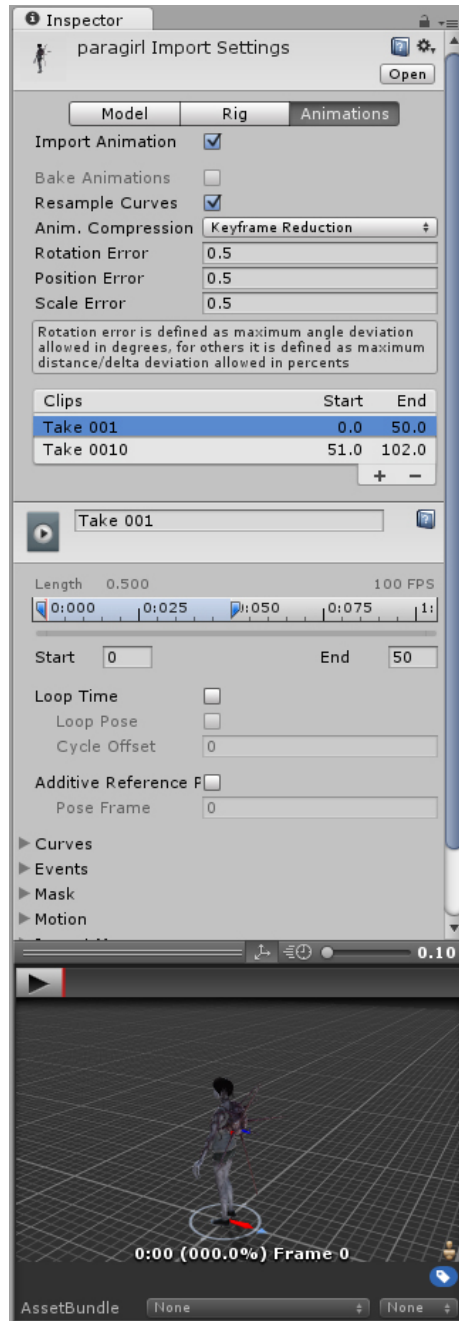 Inspector
paragirl Import Settings
Open
Model Rig Animations
Import Animation
Bake Animations
Resample Curves
Anim. Compression Keyframe Reduction
Rotation Error 0.5
Position Error 0.5
Scale Error 0.5
Rotation error is defined as maximum angle deviation
allowed in degrees, for others it is defined as maximum
distance/delta deviation allowed in percents
Clips Start End
Take 001 0.0 50.0
Take 0010 51.0 102.0
+ −
Take 001
Length 0.500 100 FPS
0:000 0:025 0:050 0:075 1:
Start 0 End 50
Loop Time
Loop Pose
Cycle Offset 0
Additive Reference P
Pose Frame 0
Curves
Events
Mask
Motion
0.10
0:00 (000.0%) Frame 0
AssetBundle None None